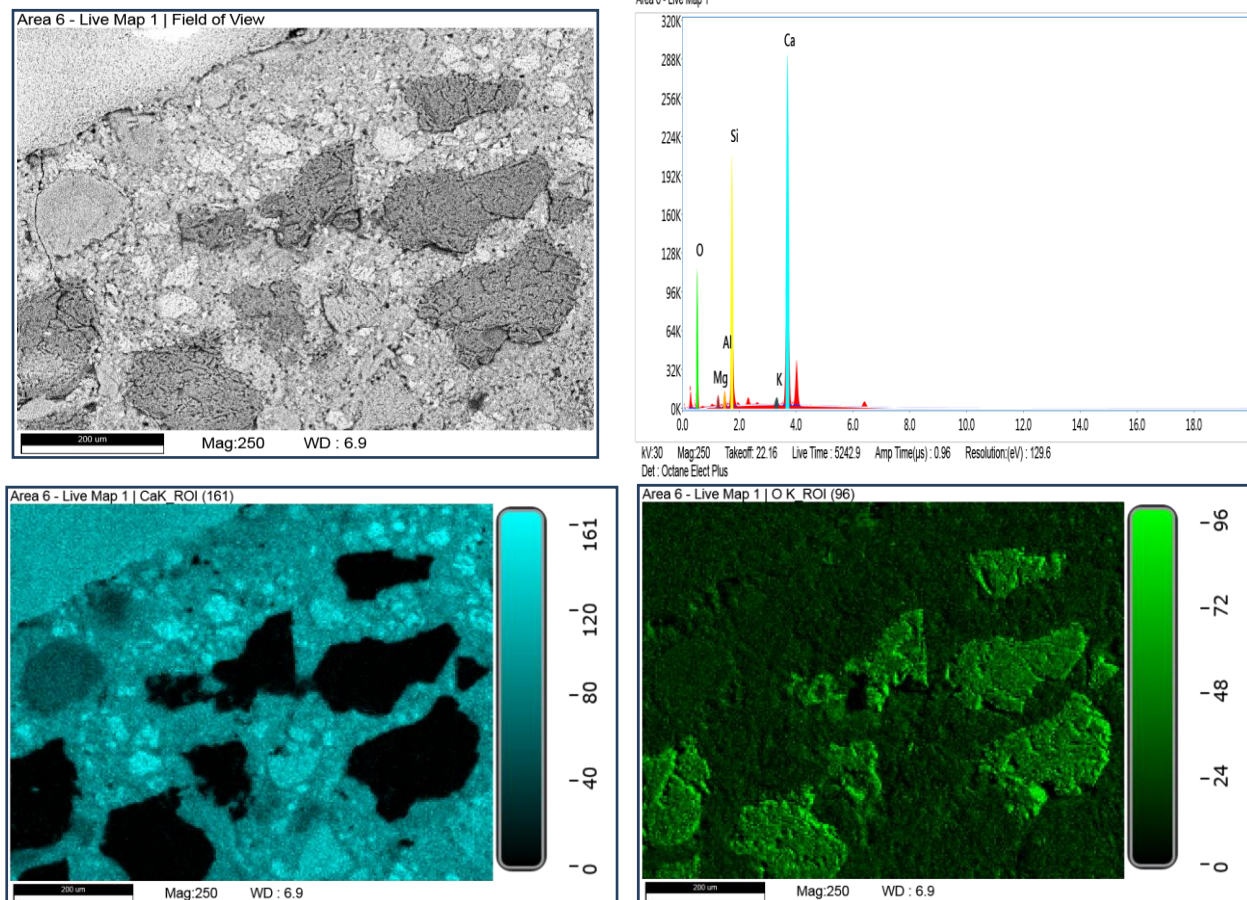 Area 6 - Live Map 1 | Field of View
200 um Mag:250 WD : 6.9
Area 6 - Live Map 1
320K
288K
256K
224K
192K
160K
128K
96K
64K
32K
0K
Ca
Si
O
Al
Mg
K
0.0 2.0 4.0 6.0 8.0 10.0 12.0 14.0 16.0 18.0
kV:30 Mag:250 Takeoff: 22.16 Live Time : 5242.9 Amp Time(µs) : 0.96 Resolution:(eV) : 129.6
Det : Octane Elect Plus
Area 6 - Live Map 1 | CaK_ROI (161)
161
120
80
40
0
200 um Mag:250 WD : 6.9
Area 6 - Live Map 1 | O K_ROI (96)
96
72
48
24
0
200 um Mag:250 WD : 6.9